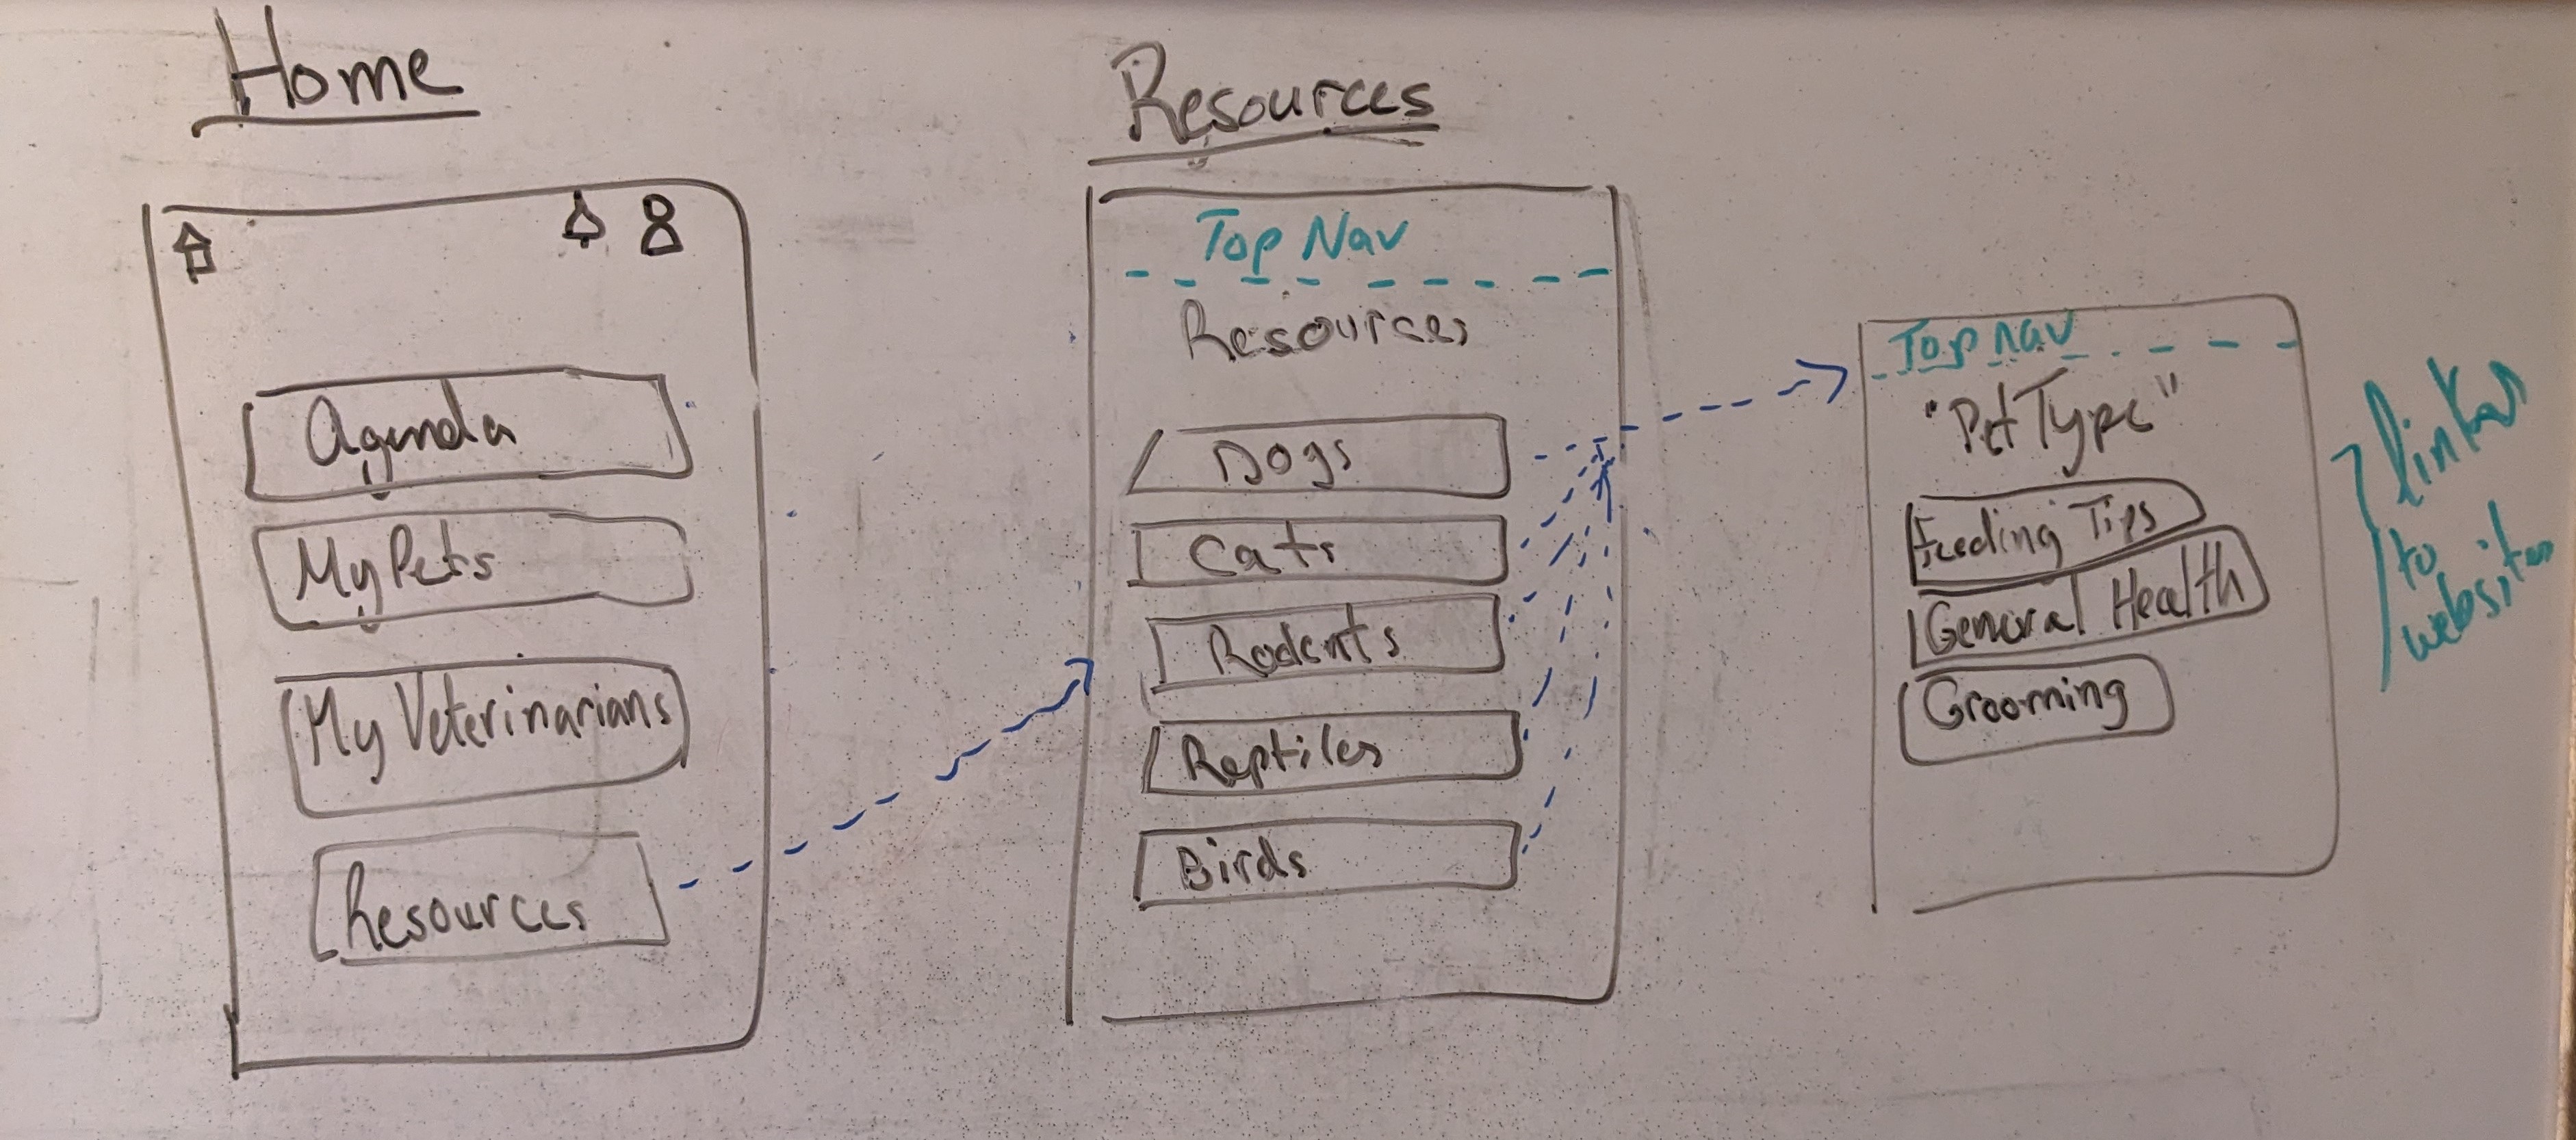 Home
Agenda
My Pets
My Veterinarians
Resources
Resources
Top Nav
Resources
Dogs
Cats
Rodents
Reptiles
Birds
Top Nav
"Pet Type"
Feeding Tips
General Health
Grooming
links
to
websites